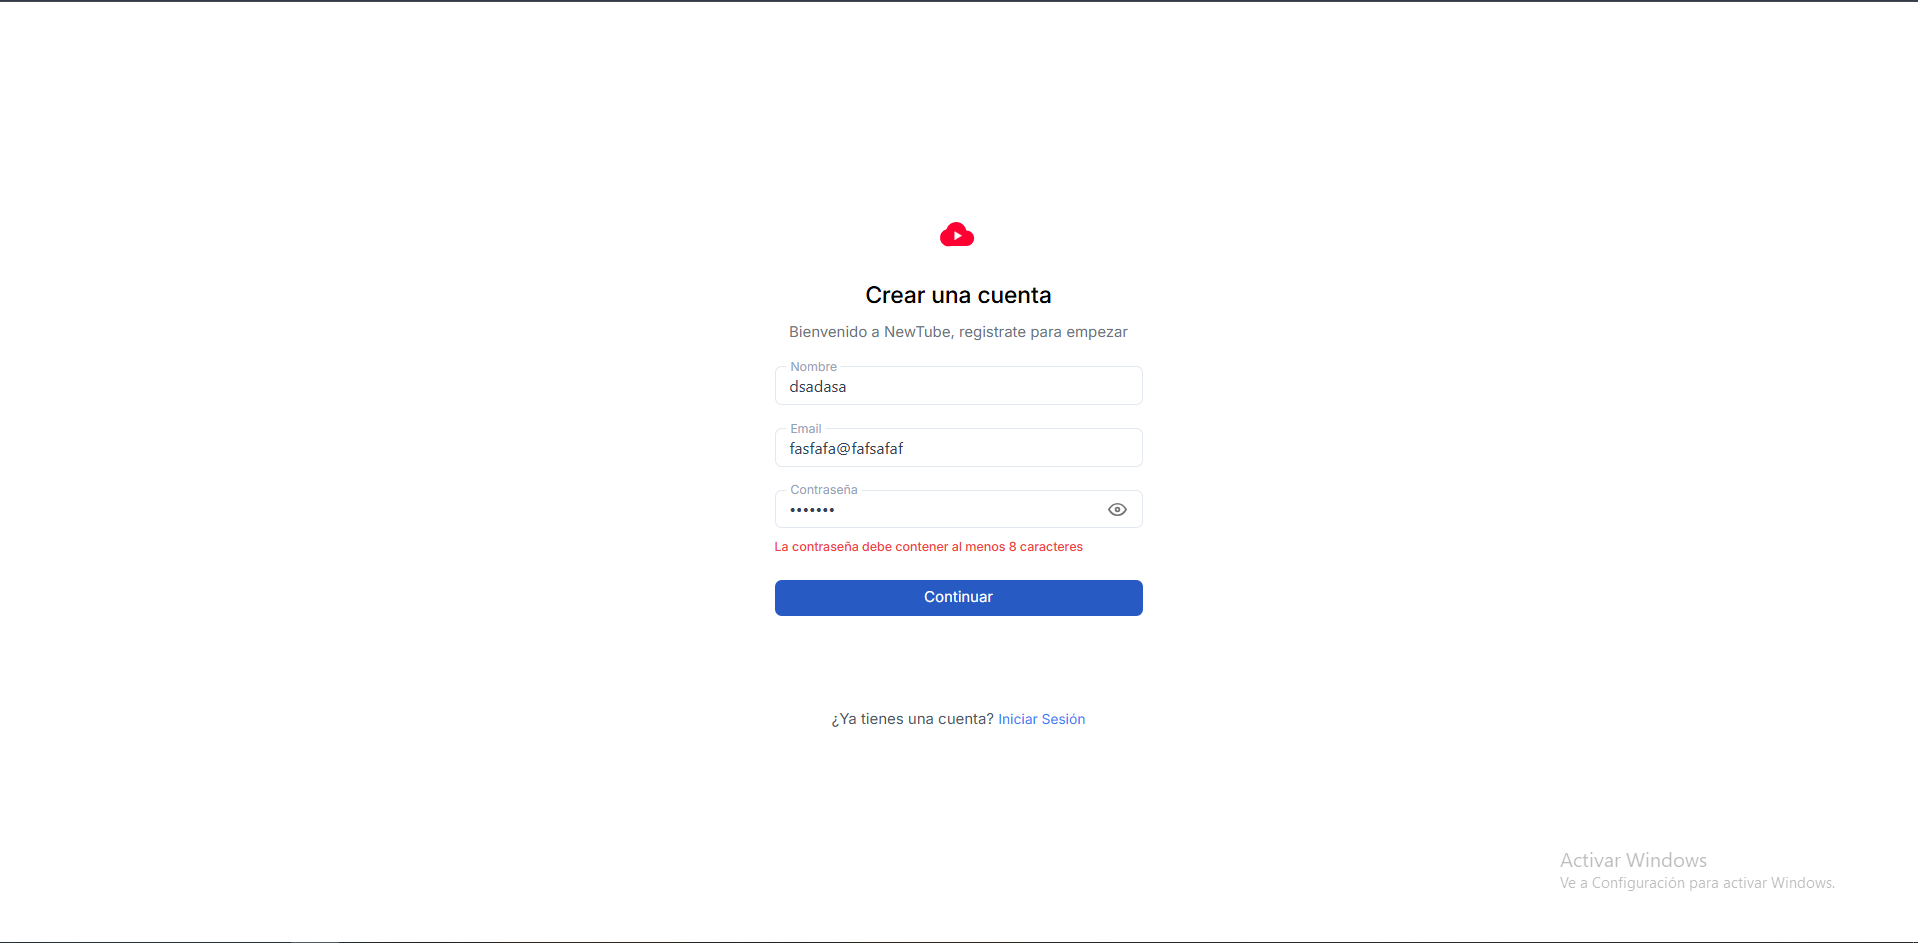 Crear una cuenta
Bienvenido a NewTube, registrate para empezar
Nombre
dsadasa
Email
fasfafa@fafsafaf
Contraseña
•••••••
La contraseña debe contener al menos 8 caracteres
Continuar
¿Ya tienes una cuenta? Iniciar Sesión
Activar Windows
Ve a Configuración para activar Windows.